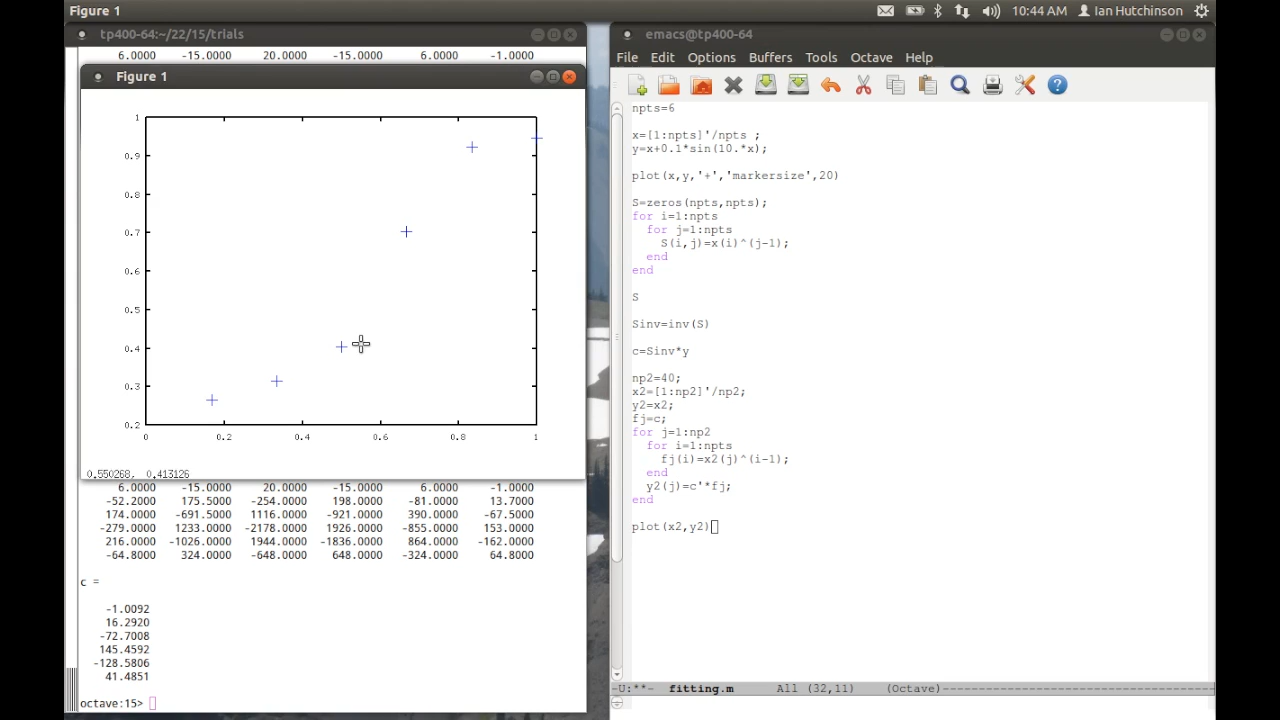 Figure 1
10:44 AM Ian Hutchinson
tp400-64:~/22/15/trials
6.0000 -15.0000 20.0000 -15.0000 6.0000 -1.0000
Figure 1
1
0.9
0.8
0.7
0.6
0.5
0.4
0.3
0.2
0 0.2 0.4 0.6 0.8 1
0.550268, 0.413126
6.0000 -15.0000 20.0000 -15.0000 6.0000 -1.0000
-52.2000 175.5000 -254.0000 198.0000 -81.0000 13.7000
174.0000 -691.5000 1116.0000 -921.0000 390.0000 -67.5000
-279.0000 1233.0000 -2178.0000 1926.0000 -855.0000 153.0000
216.0000 -1026.0000 1944.0000 -1836.0000 864.0000 -162.0000
-64.8000 324.0000 -648.0000 648.0000 -324.0000 64.8000
c =
-1.0092
16.2920
-72.7008
145.4592
-128.5806
41.4851
octave:15>
emacs@tp400-64
File Edit Options Buffers Tools Octave Help
npts=6
x=[1:npts]'/npts ;
y=x+0.1*sin(10.*x);
plot(x,y,'+','markersize',20)
S=zeros(npts,npts);
for i=1:npts
for j=1:npts
S(i,j)=x(i)^(j-1);
end
end
S
Sinv=inv(S)
c=Sinv*y
np2=40;
x2=[1:np2]'/np2;
y2=x2;
fj=c;
for j=1:np2
for i=1:npts
fj(i)=x2(j)^(i-1);
end
y2(j)=c'*fj;
end
plot(x2,y2)
-U:**- fitting.m All (32,11) (Octave)